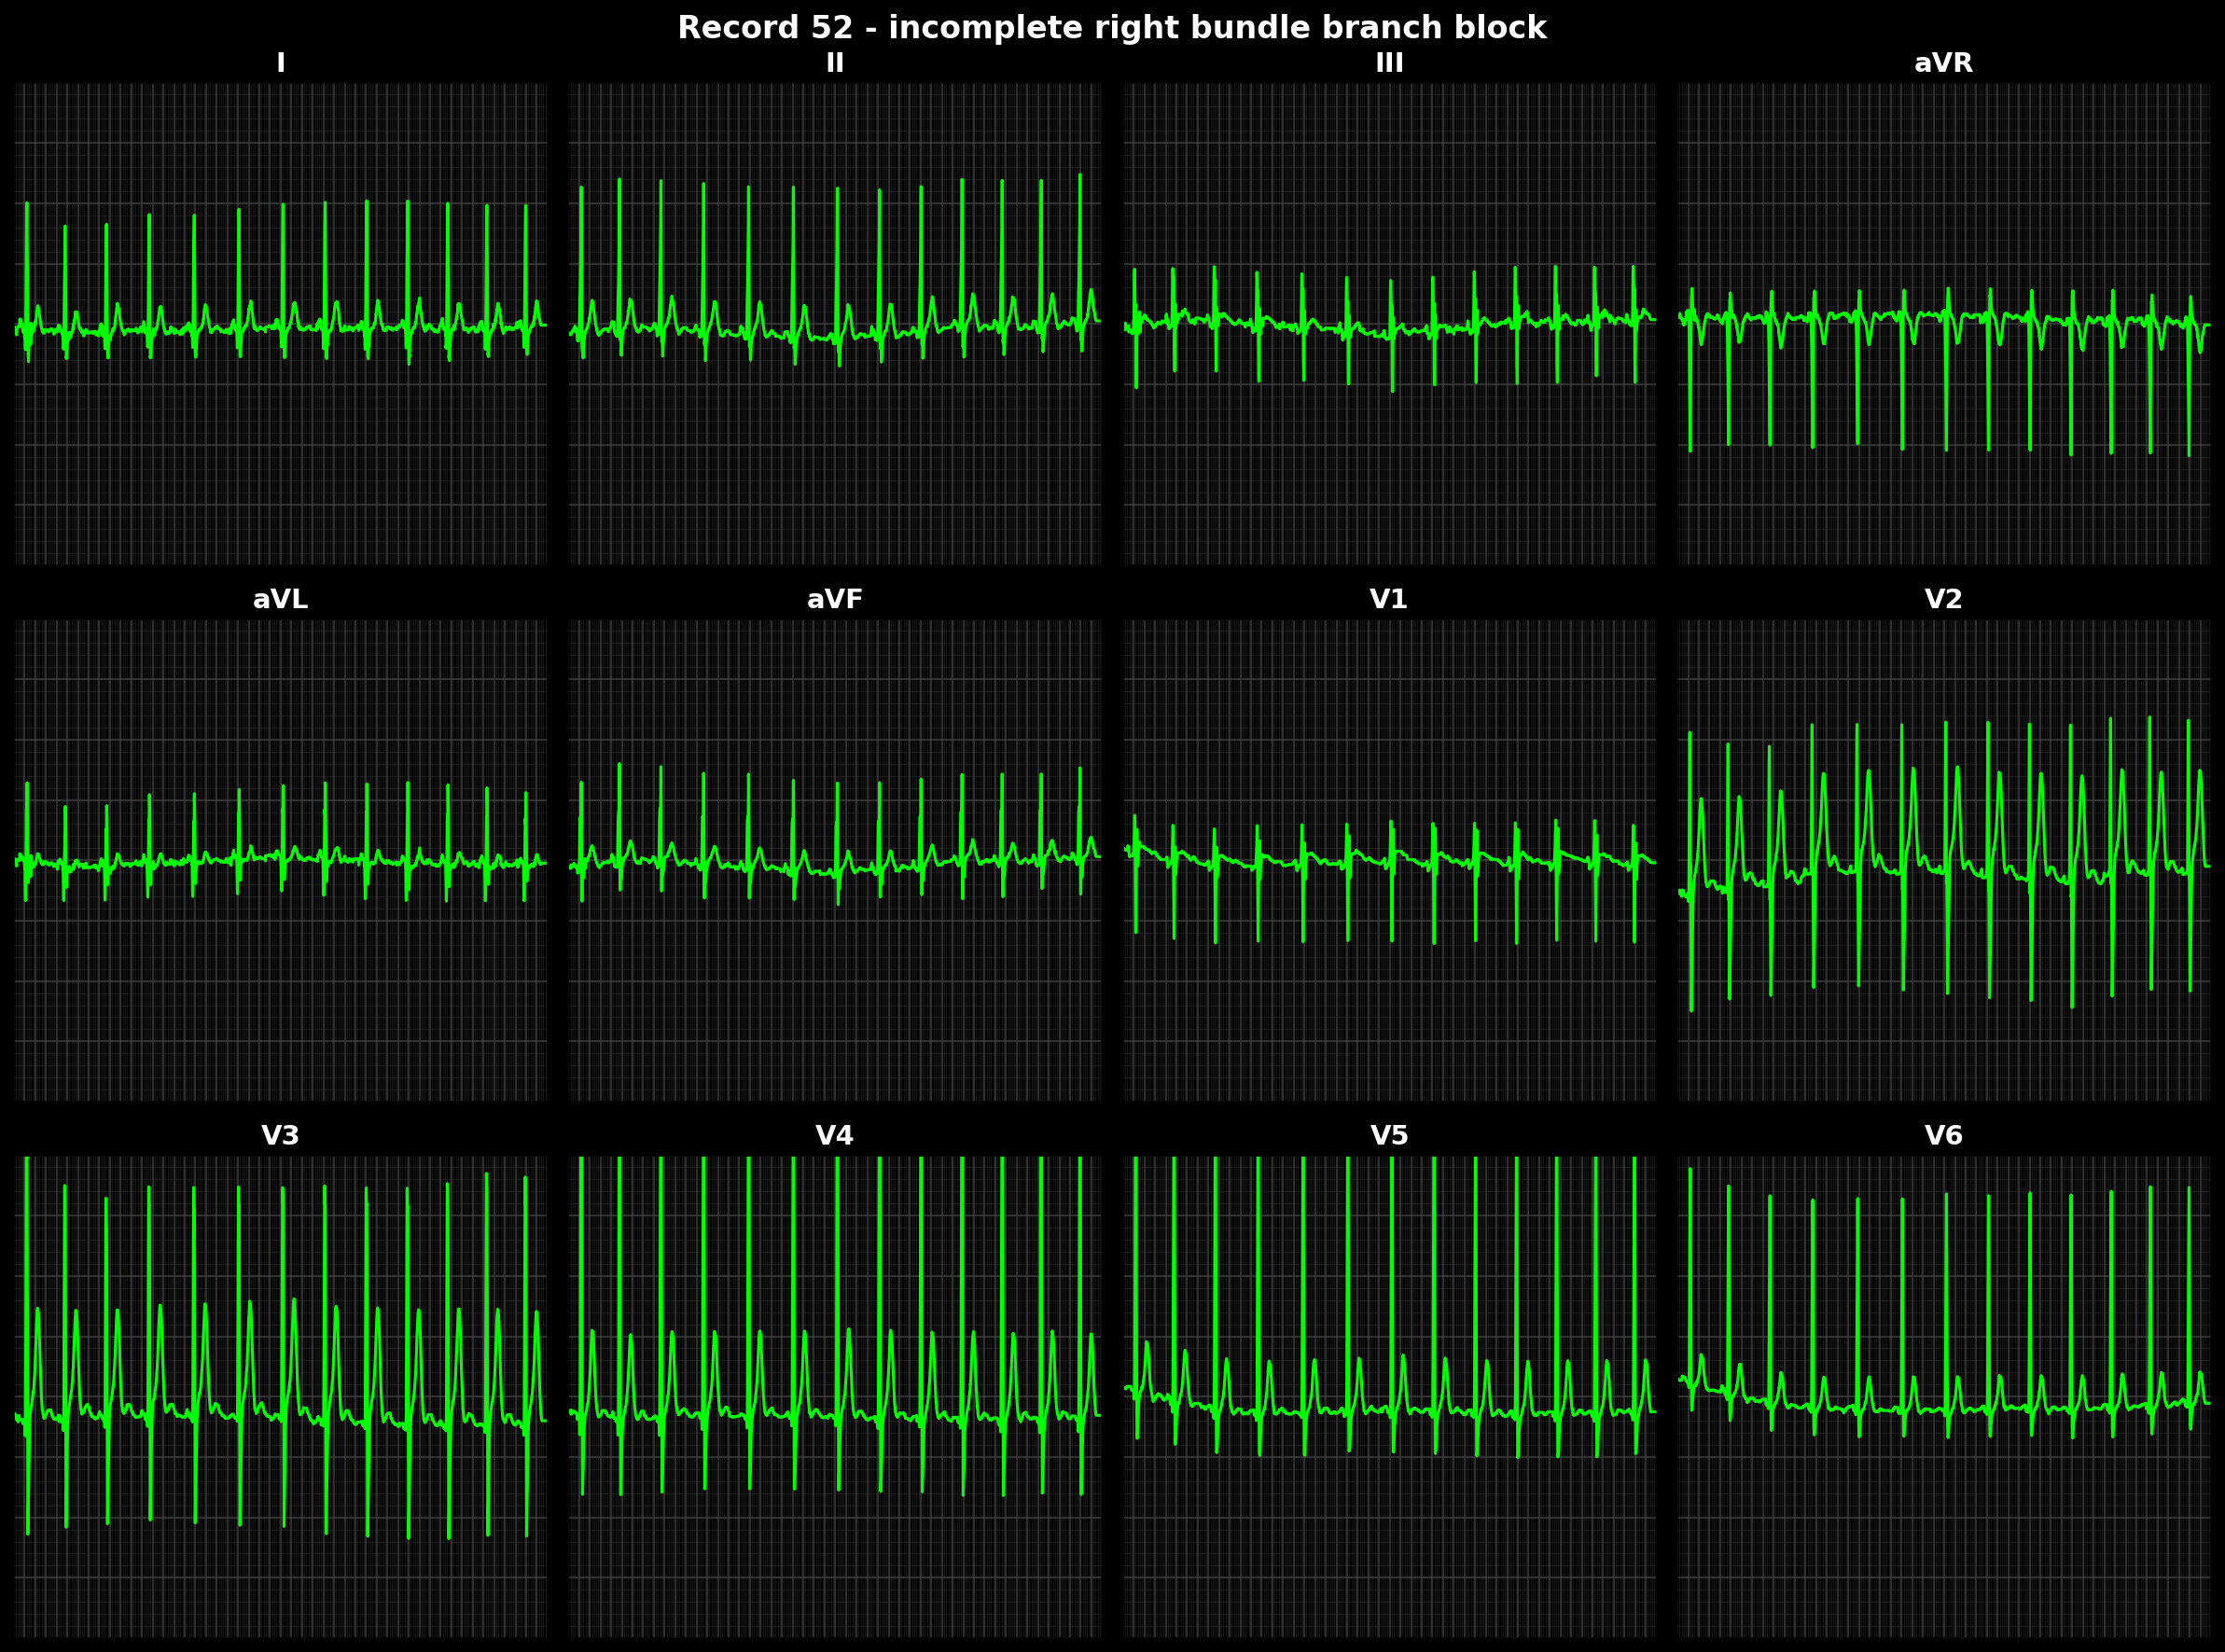 Record 52 - incomplete right bundle branch block
I II III aVR
aVL aVF V1 V2
V3 V4 V5 V6